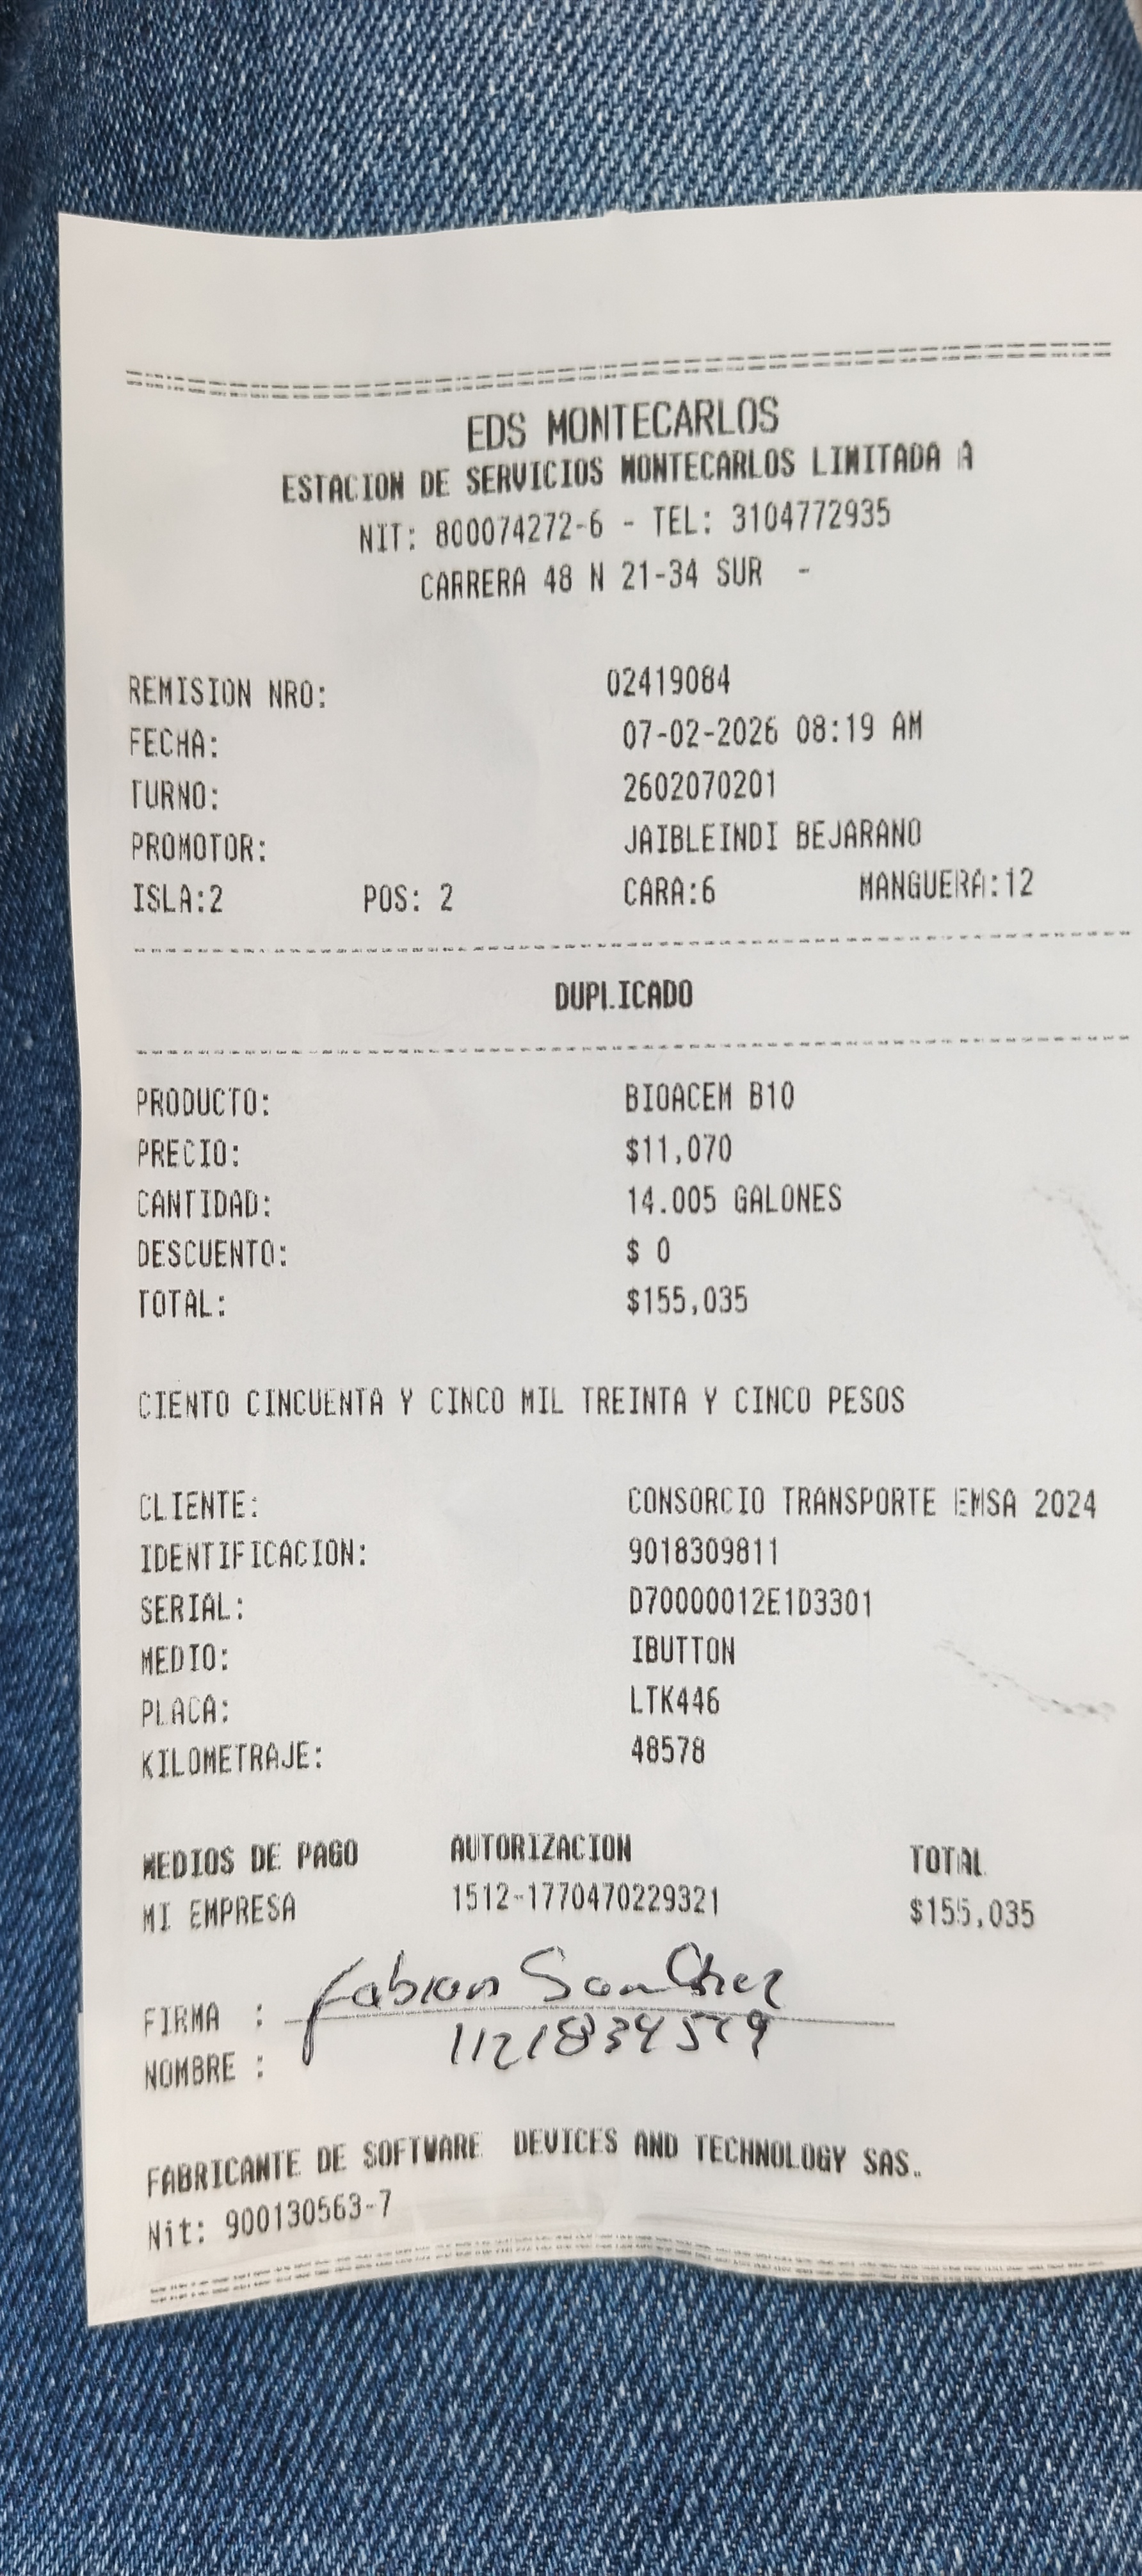 EDS MONTECARLOS
ESTACION DE SERVICIOS MONTECARLOS LIMITADA A
NIT: 800074272-6 - TEL: 3104772935
CARRERA 48 N 21-34 SUR -
REMISION NRO: 02419084
FECHA: 07-02-2026 08:19 AM
TURNO: 2602070201
PROMOTOR: JAIBLEINDI BEJARANO
ISLA:2 POS: 2 CARA:6 MANGUERA:12
DUPLICADO
PRODUCTO: BIOACEM B10
PRECIO: $11,070
CANTIDAD: 14.005 GALONES
DESCUENTO: $ 0
TOTAL: $155,035
CIENTO CINCUENTA Y CINCO MIL TREINTA Y CINCO PESOS
CLIENTE: CONSORCIO TRANSPORTE EMSA 2024
IDENTIFICACION: 9018309811
SERIAL: D70000012E1D3301
MEDIO: IBUTTON
PLACA: LTK446
KILOMETRAJE: 48578
MEDIOS DE PAGO AUTORIZACION TOTAL
MI EMPRESA 1512-1770470229321 $155,035
FIRMA : Fabian Sanchez
NOMBRE :
FABRICANTE DE SOFTWARE DEVICES AND TECHNOLOGY SAS.
Nit: 900130563-7